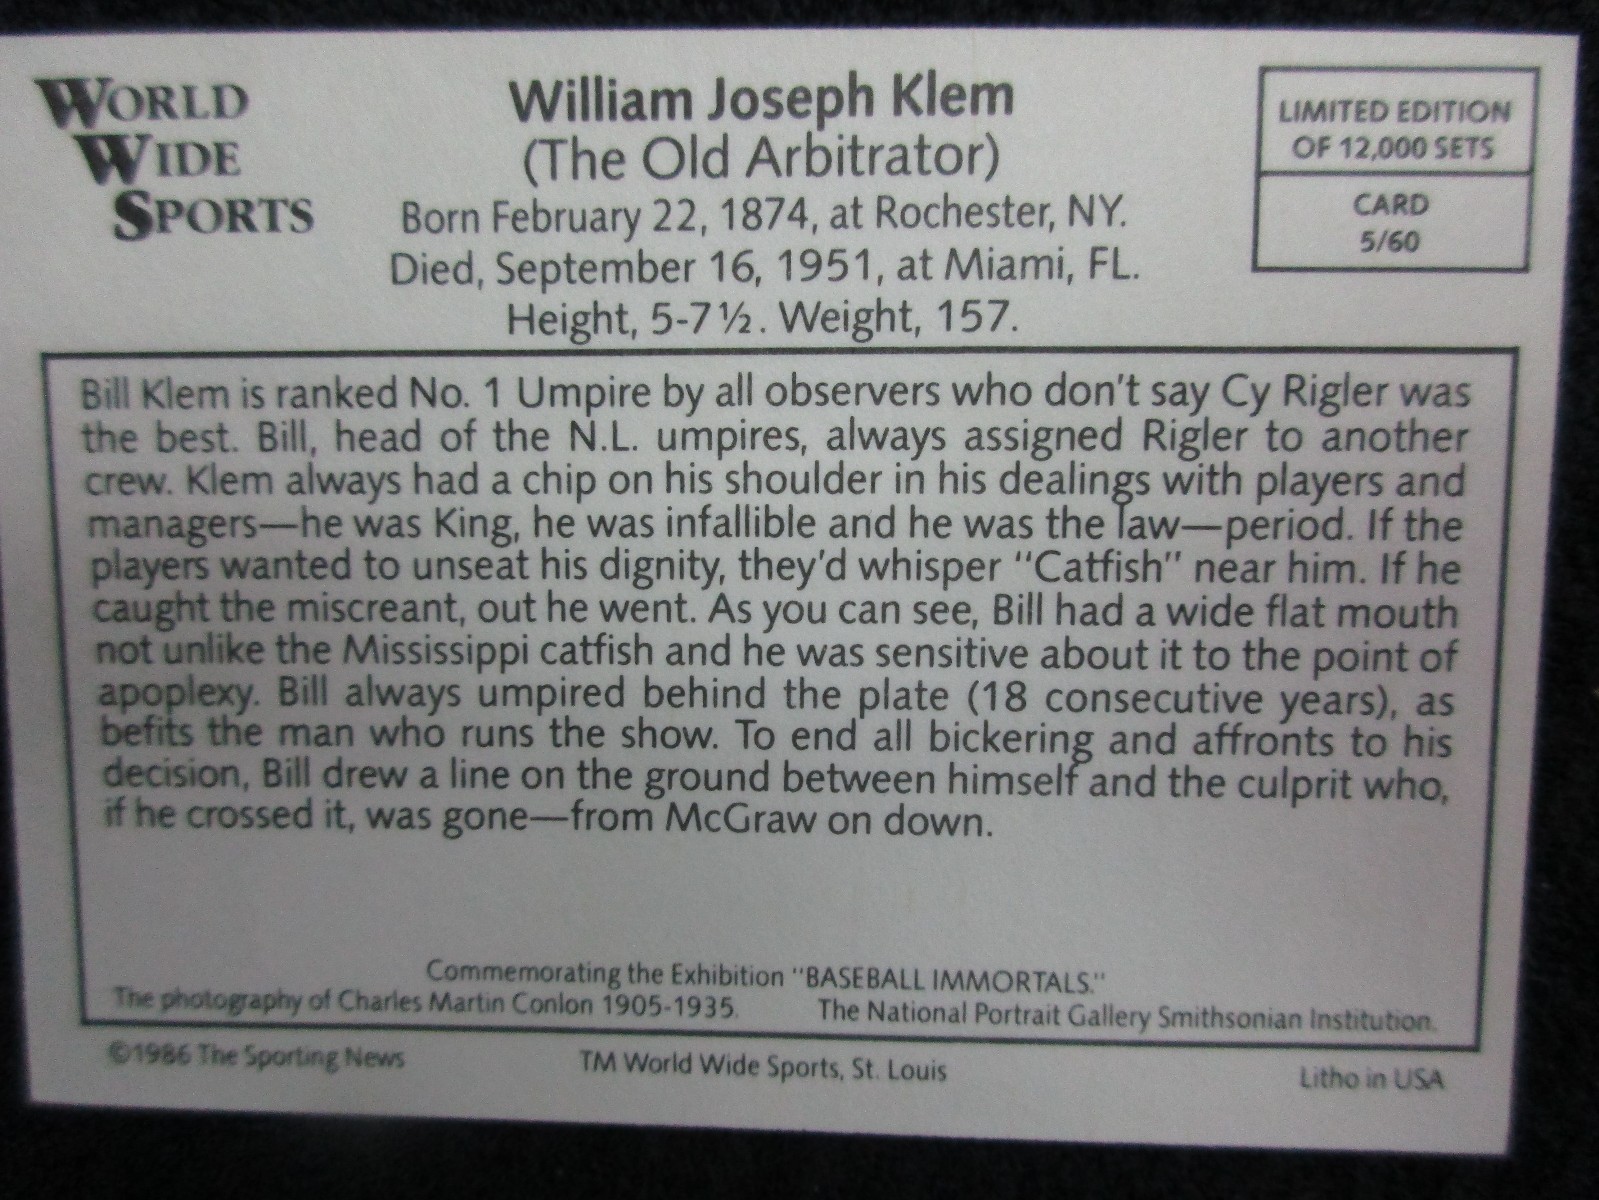 WORLD
WIDE
SPORTS
William Joseph Klem
(The Old Arbitrator)
Born February 22, 1874, at Rochester, NY.
Died, September 16, 1951, at Miami, FL.
Height, 5-7½. Weight, 157.
LIMITED EDITION
OF 12,000 SETS
CARD
5/60
Bill Klem is ranked No. 1 Umpire by all observers who don't say Cy Rigler was
the best. Bill, head of the N.L. umpires, always assigned Rigler to another
crew. Klem always had a chip on his shoulder in his dealings with players and
managers—he was King, he was infallible and he was the law—period. If the
players wanted to unseat his dignity, they'd whisper "Catfish" near him. If he
caught the miscreant, out he went. As you can see, Bill had a wide flat mouth
not unlike the Mississippi catfish and he was sensitive about it to the point of
apoplexy. Bill always umpired behind the plate (18 consecutive years), as
befits the man who runs the show. To end all bickering and affronts to his
decision, Bill drew a line on the ground between himself and the culprit who,
if he crossed it, was gone—from McGraw on down.
Commemorating the Exhibition "BASEBALL IMMORTALS."
The photography of Charles Martin Conlon 1905-1935. The National Portrait Gallery Smithsonian Institution.
©1986 The Sporting News TM World Wide Sports, St. Louis Litho in USA